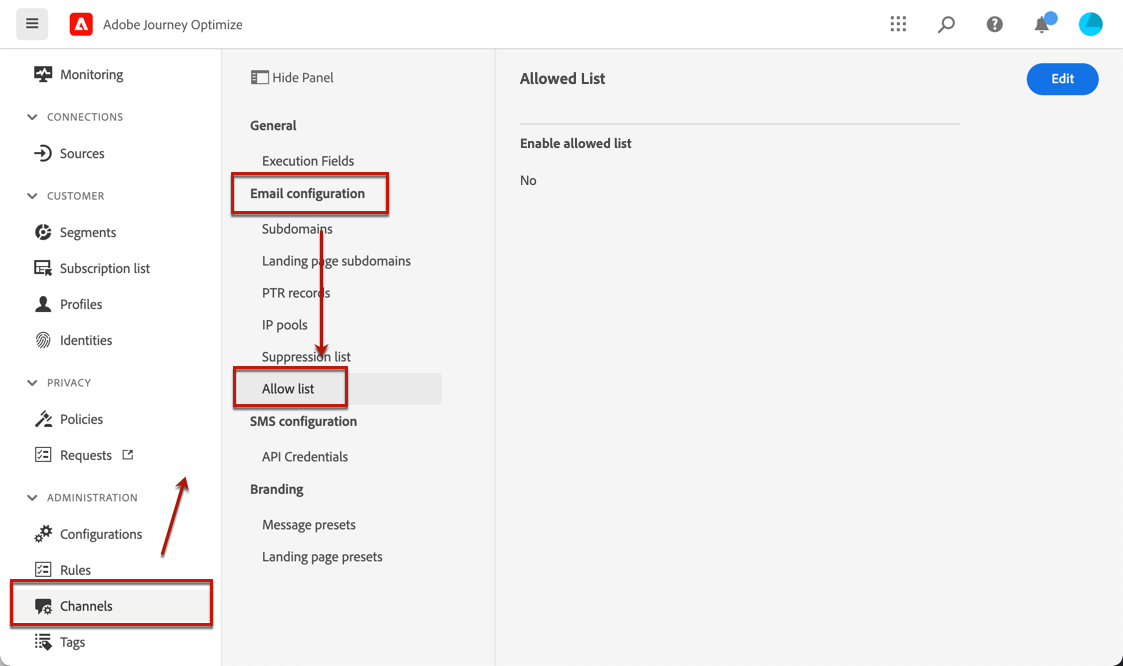 Adobe Journey Optimize
Monitoring
CONNECTIONS
Sources
CUSTOMER
Segments
Subscription list
Profiles
Identities
PRIVACY
Policies
Requests
ADMINISTRATION
Configurations
Rules
Channels
Tags
Hide Panel
General
Execution Fields
Email configuration
Subdomains
Landing page subdomains
PTR records
IP pools
Suppression list
Allow list
SMS configuration
API Credentials
Branding
Message presets
Landing page presets
Allowed List
Edit
Enable allowed list
No